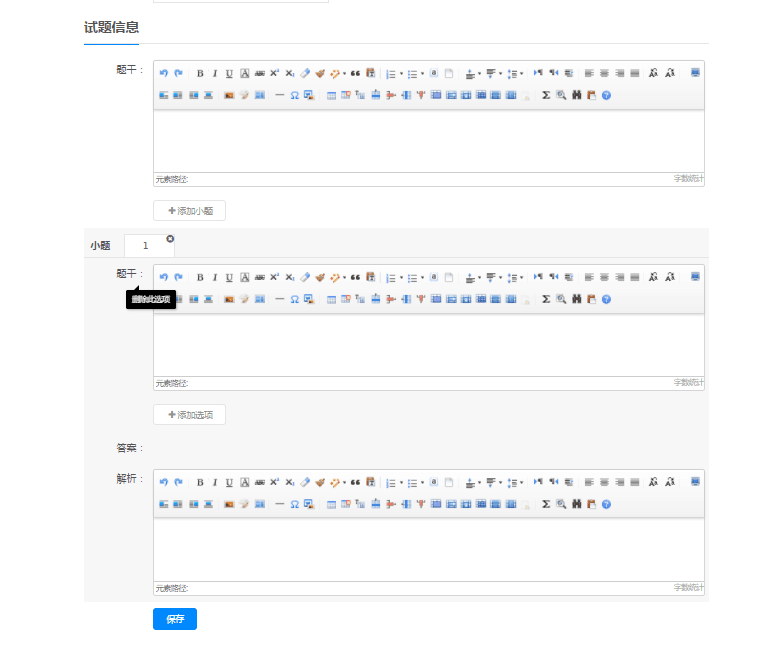 试题信息
题干：
元素路径:
字数统计
+添加小题
小题
1
题干：
删除此选项
元素路径:
字数统计
+添加选项
答案：
解析：
元素路径:
字数统计
保存